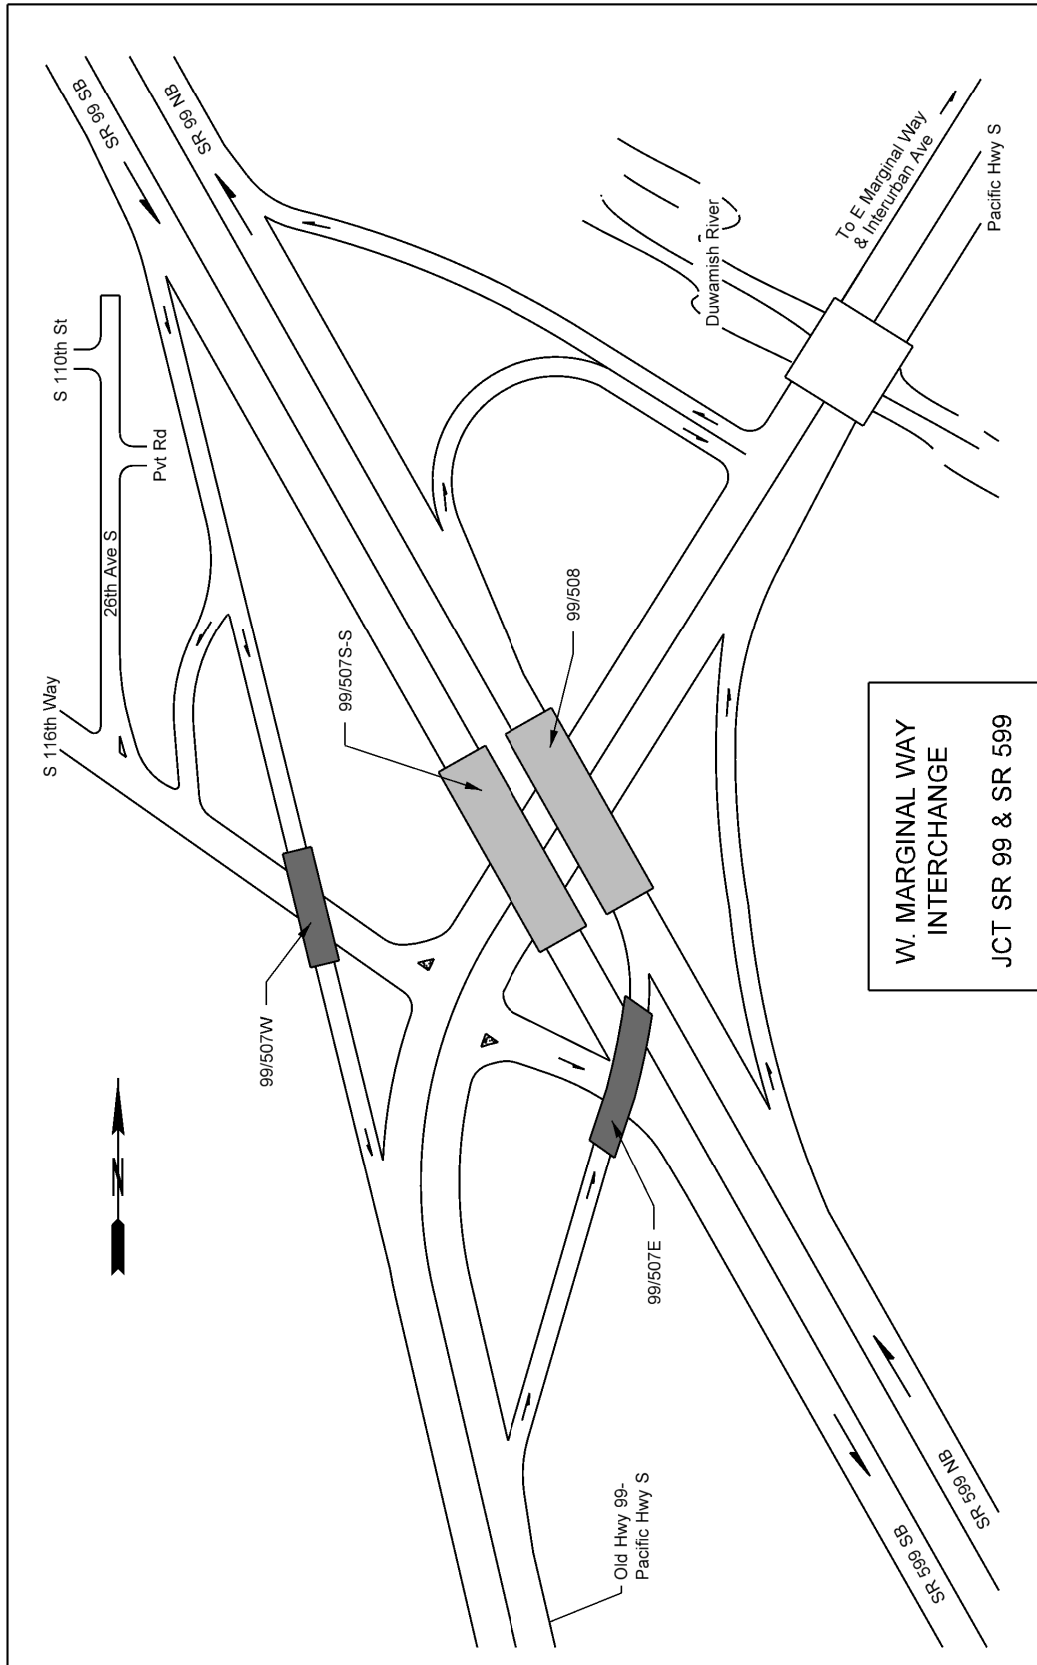 SR 99 SB
SR 99 NB
S 110th St
Pvt Rd
26th Ave S
S 116th Way
To E Marginal Way
& Interurban Ave
Pacific Hwy S
Duwamish River
99/507S-S
99/508
99/507W
99/507E
N
Old Hwy 99-
Pacific Hwy S
SR 599 SB
SR 599 NB
W. MARGINAL WAY
INTERCHANGE
JCT SR 99 & SR 599